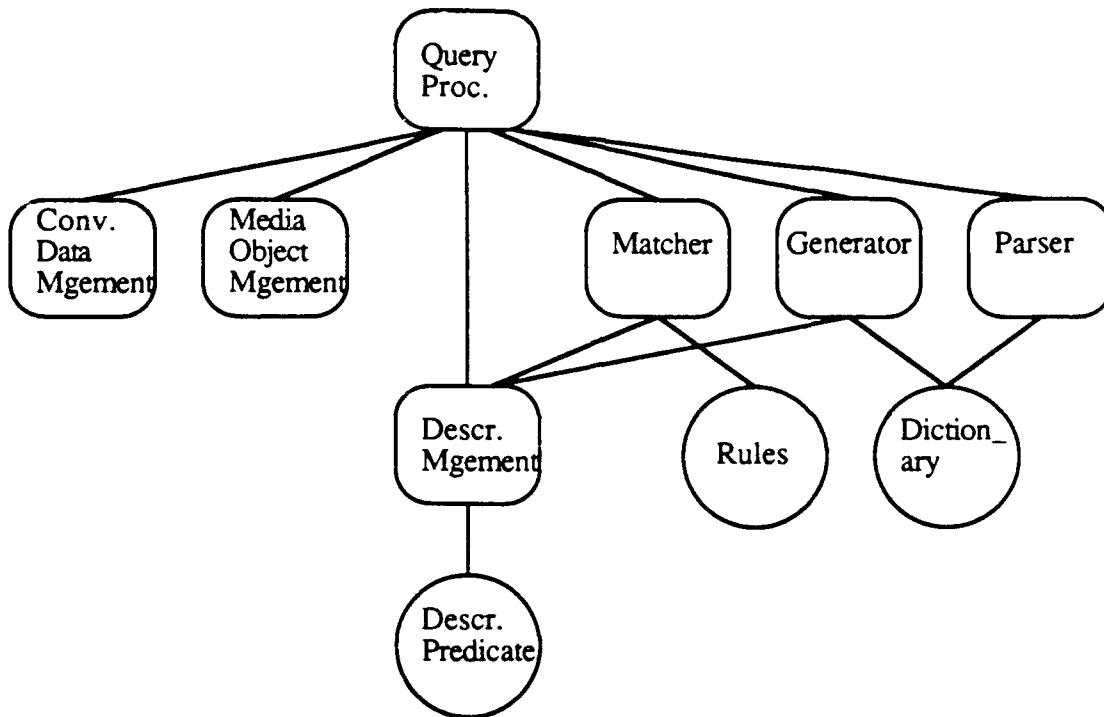 Query
Proc.
Conv.
Data
Mgement
Media
Object
Mgement
Matcher
Generator
Parser
Descr.
Mgement
Rules
Diction_
ary
Descr.
Predicate